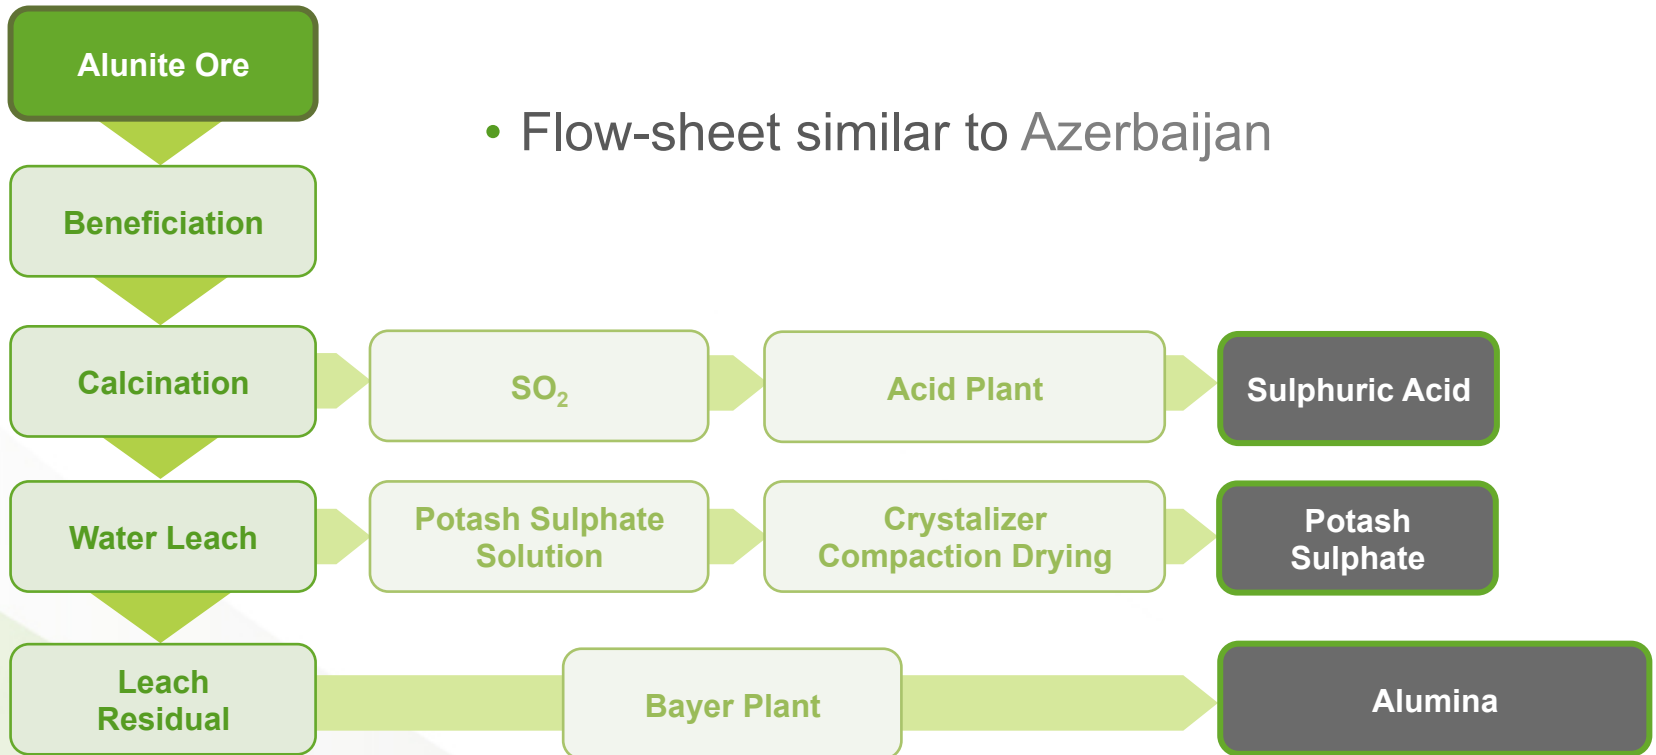 Alunite Ore
• Flow-sheet similar to Azerbaijan
Beneficiation
Calcination
SO₂
Acid Plant
Sulphuric Acid
Water Leach
Potash Sulphate
Solution
Crystalizer
Compaction Drying
Potash
Sulphate
Leach
Residual
Bayer Plant
Alumina